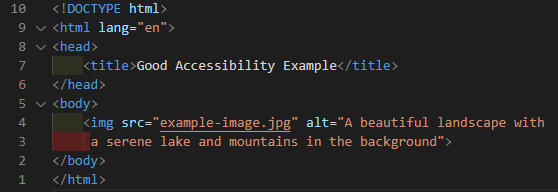 10 <!DOCTYPE html>
9 <html lang="en">
8 <head>
7 <title>Good Accessibility Example</title>
6 </head>
5 <body>
4 <img src="example-image.jpg" alt="A beautiful landscape with
3 a serene lake and mountains in the background">
2 </body>
1 </html>